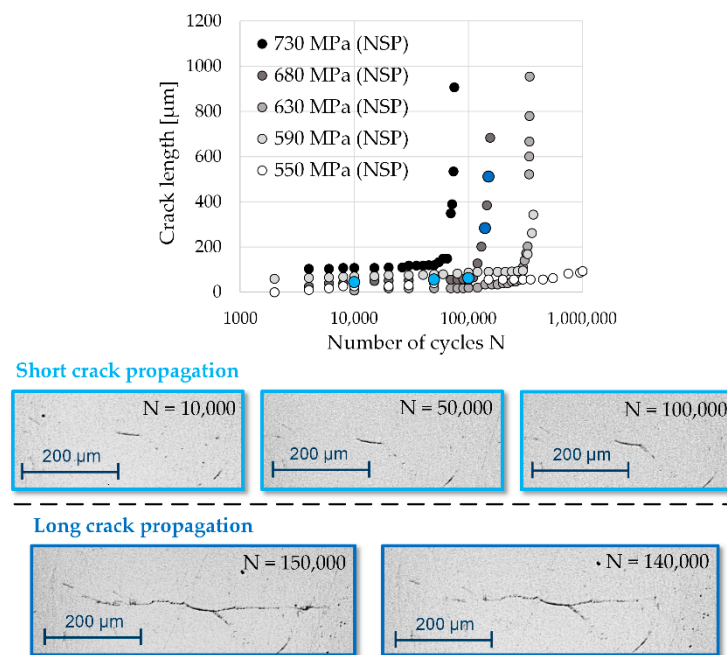 Crack length [µm]
1200
1000
800
600
400
200
0
730 MPa (NSP)
680 MPa (NSP)
630 MPa (NSP)
590 MPa (NSP)
550 MPa (NSP)
1000
10,000
100,000
1,000,000
Number of cycles N
Short crack propagation
N = 10,000
200 µm
N = 50,000
200 µm
N = 100,000
200 µm
Long crack propagation
N = 150,000
200 µm
N = 140,000
200 µm